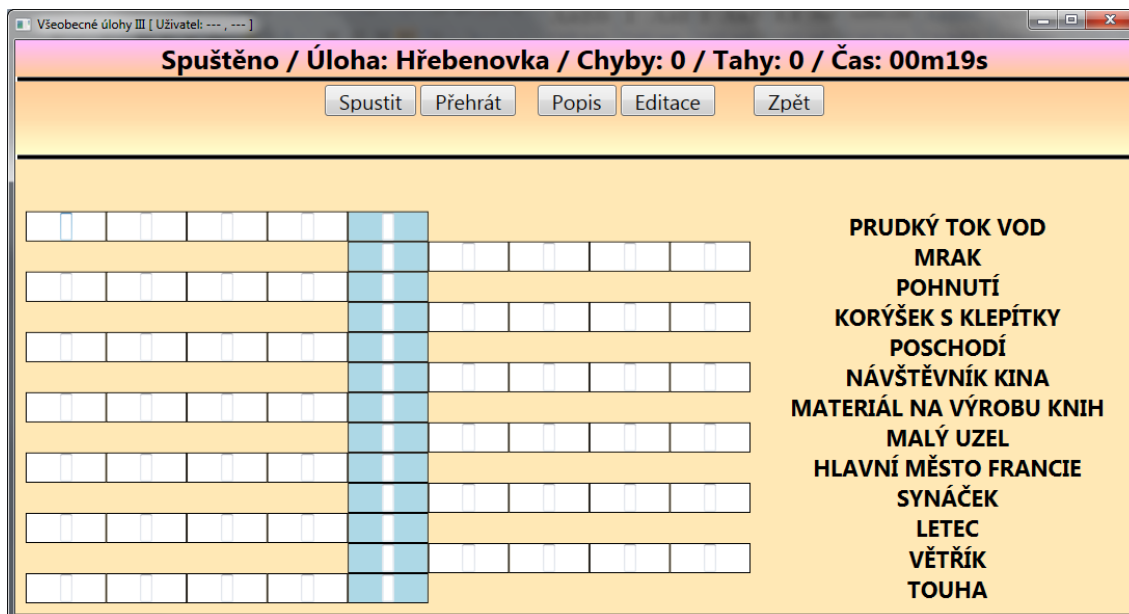 Všeobecné úlohy III [ Uživatel: --- , --- ]
Spuštěno / Úloha: Hřebenovka / Chyby: 0 / Tahy: 0 / Čas: 00m19s
Spustit Přehrát Popis Editace Zpět
PRUDKÝ TOK VOD
MRAK
POHNUTÍ
KORÝŠEK S KLEPÍTKY
POSCHODÍ
NÁVŠTĚVNÍK KINA
MATERIÁL NA VÝROBU KNIH
MALÝ UZEL
HLAVNÍ MĚSTO FRANCIE
SYNÁČEK
LETEC
VĚTŘÍK
TOUHA